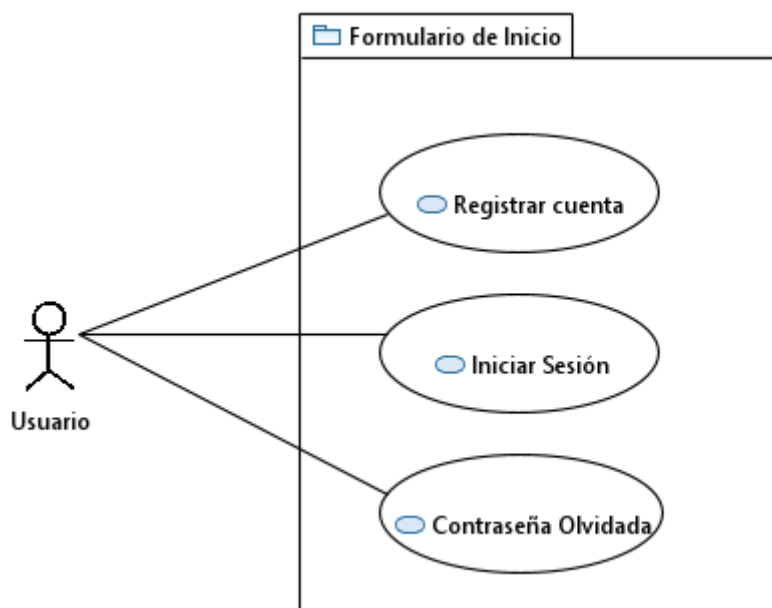 Formulario de Inicio
Registrar cuenta
Iniciar Sesión
Usuario
Contraseña Olvidada